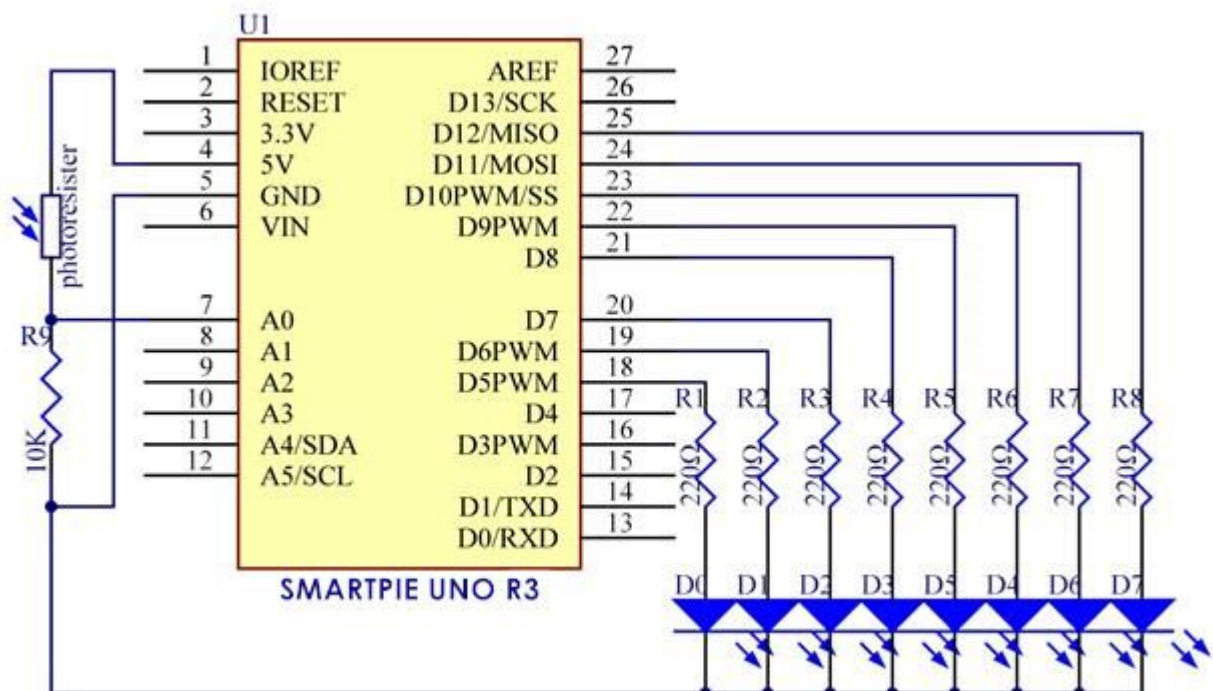 U1
1 IOREF AREF 27
2 RESET D13/SCK 26
3 3.3V D12/MISO 25
4 5V D11/MOSI 24
5 GND D10PWM/SS 23
6 VIN D9PWM 22
D8 21
photoresister
7 A0 D7 20
R9 8 A1 D6PWM 19
9 A2 D5PWM 18
10 A3 D4 17
R1 R2 R3 R4 R5 R6 R7 R8
10K 11 A4/SDA D3PWM 16
12 A5/SCL D2 15
220Ω 220Ω 220Ω 220Ω 220Ω 220Ω 220Ω 220Ω
D1/TXD 14
D0/RXD 13
SMARTPIE UNO R3
D0 D1 D2 D3 D5 D4 D6 D7